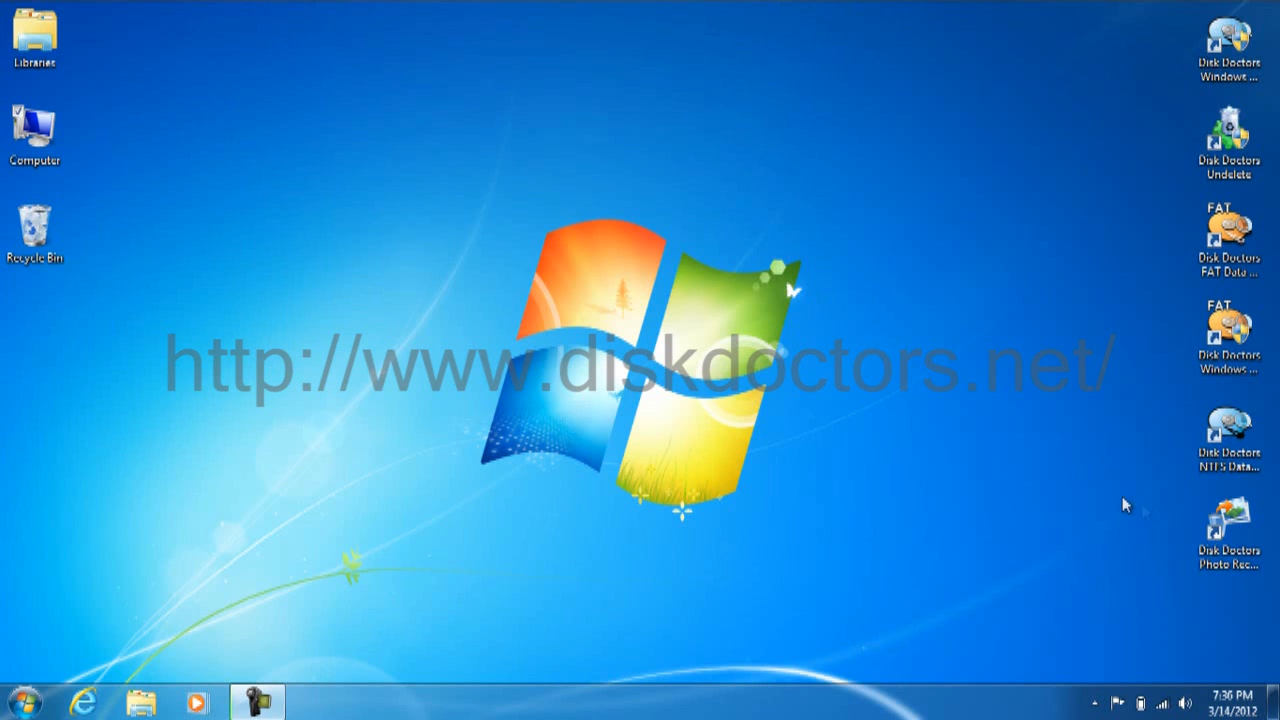 Libraries
Computer
Recycle Bin
http://www.diskdoctors.net/
Disk Doctors
Windows ...
Disk Doctors
Undelete
FAT
Disk Doctors
FAT Data ...
FAT
Disk Doctors
Windows ...
Disk Doctors
NTFS Data...
Disk Doctors
Photo Rec...
7:36 PM
3/14/2012